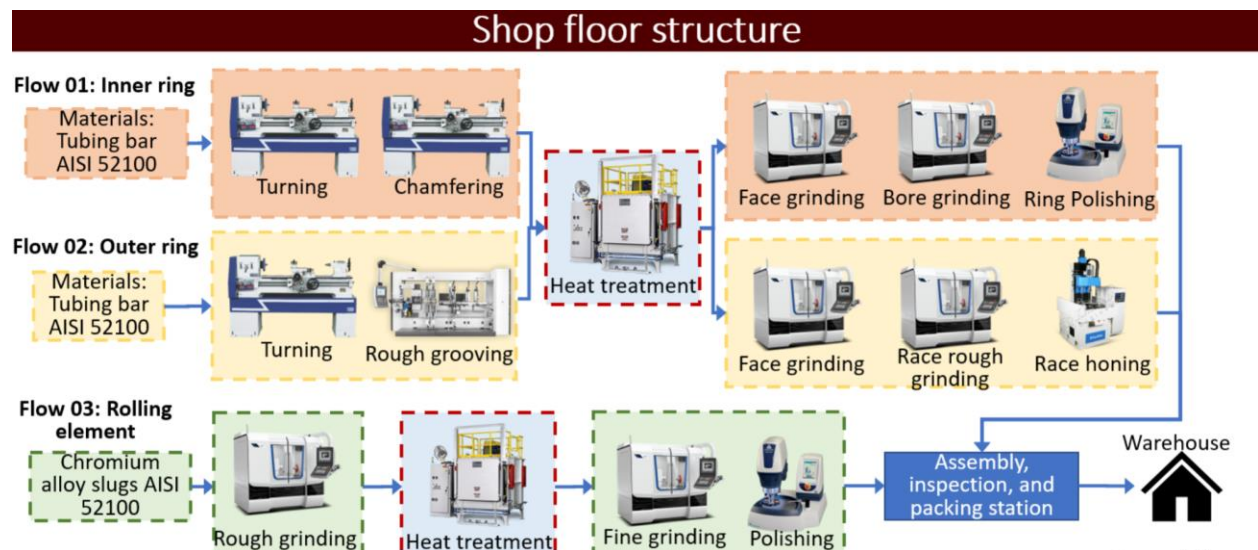 Shop floor structure
Flow 01: Inner ring
Materials:
Tubing bar
AISI 52100
Turning
Chamfering
Heat treatment
Face grinding
Bore grinding
Ring Polishing
Flow 02: Outer ring
Materials:
Tubing bar
AISI 52100
Turning
Rough grooving
Face grinding
Race rough
grinding
Race honing
Flow 03: Rolling
element
Chromium
alloy slugs AISI
52100
Rough grinding
Heat treatment
Fine grinding
Polishing
Assembly,
inspection, and
packing station
Warehouse